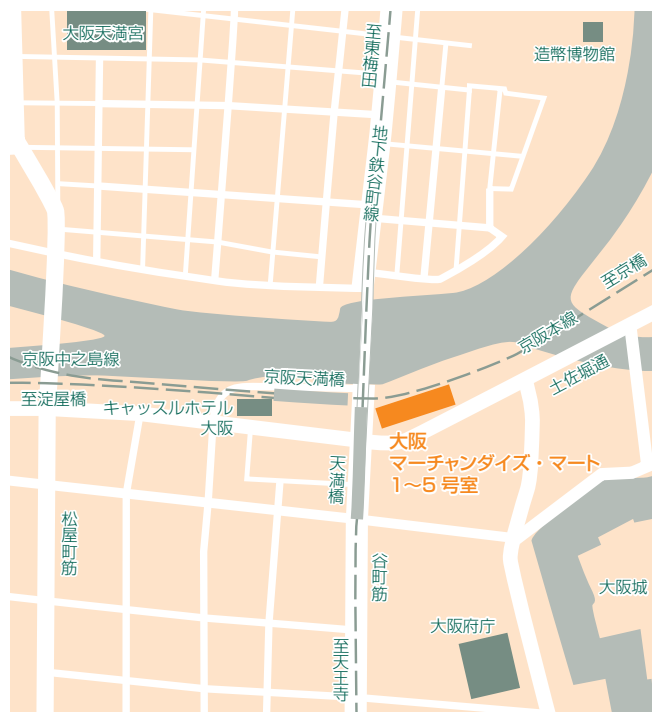 大阪天満宮
至東梅田
造幣博物館
地下鉄谷町線
至京橋
京阪本線
京阪中之島線
京阪天満橋
土佐堀通
至淀屋橋
キャッスルホテル
大阪
大阪
マーチャンダイズ・マート
1～5 号室
天満橋
松屋町筋
谷町筋
大阪城
大阪府庁
至天王寺